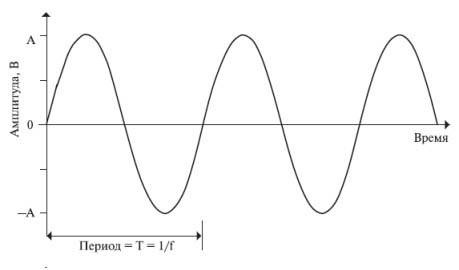 Амплитуда, В
A
0
—A
Время
Период = T = 1/f